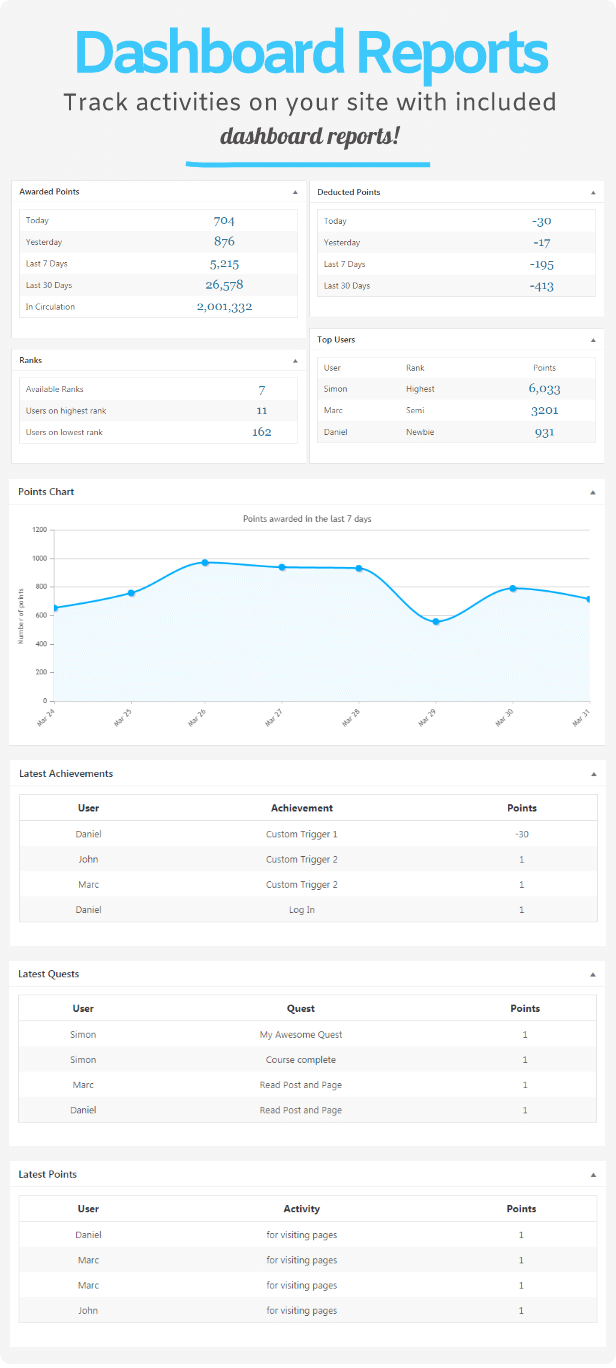 Dashboard Reports
Track activities on your site with included
dashboard reports!
Awarded Points
Today 704
Yesterday 876
Last 7 Days 5,215
Last 30 Days 26,578
In Circulation 2,001,332
Deducted Points
Today -30
Yesterday -17
Last 7 Days -195
Last 30 Days -413
Ranks
Available Ranks 7
Users on highest rank 11
Users on lowest rank 162
Top Users
User Rank Points
Simon Highest 6,033
Marc Semi 3201
Daniel Newbie 931
Points Chart
Points awarded in the last 7 days
Number of points
1200
1000
800
600
400
200
0
Mar 24 Mar 25 Mar 26 Mar 27 Mar 28 Mar 29 Mar 30 Mar 31
Latest Achievements
User Achievement Points
Daniel Custom Trigger 1 -30
John Custom Trigger 2 1
Marc Custom Trigger 2 1
Daniel Log In 1
Latest Quests
User Quest Points
Simon My Awesome Quest 1
Simon Course complete 1
Marc Read Post and Page 1
Daniel Read Post and Page 1
Latest Points
User Activity Points
Daniel for visiting pages 1
Marc for visiting pages 1
Marc for visiting pages 1
John for visiting pages 1